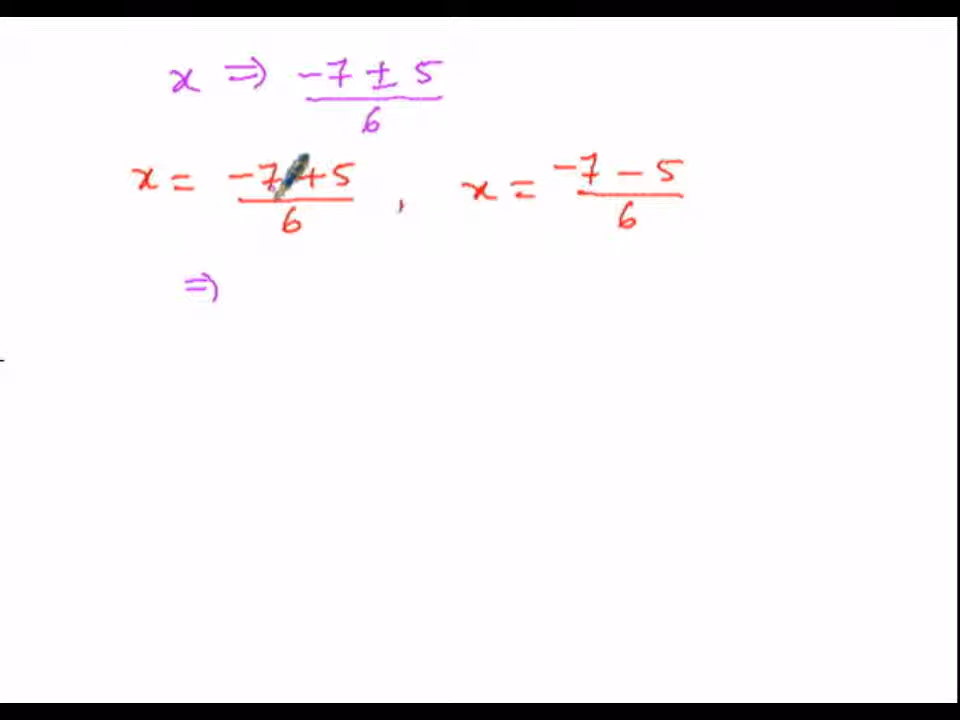 x ⇒ -7 ± 5 / 6
x = -7 + 5 / 6 , x = -7 - 5 / 6
⇒